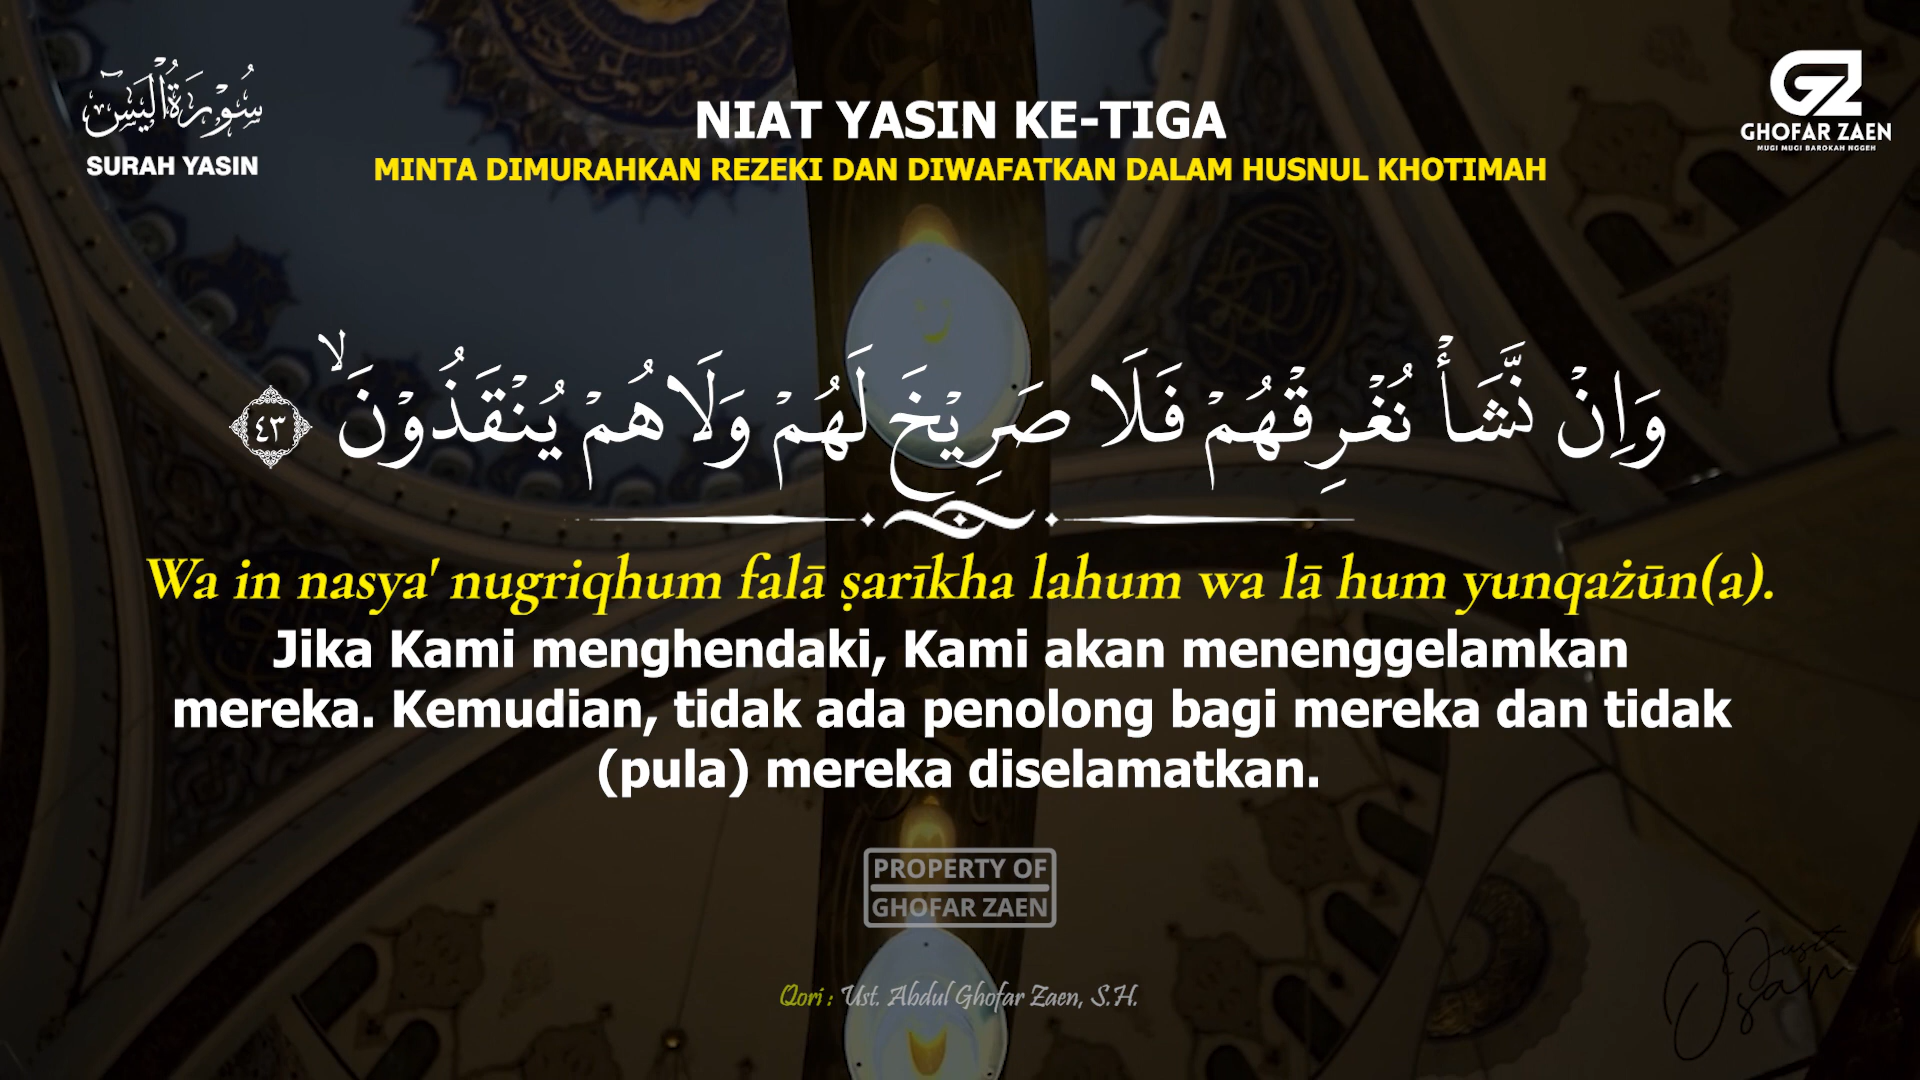 سُوْرَةُ الْيٰسٓ
SURAH YASIN
NIAT YASIN KE-TIGA
MINTA DIMURAHKAN REZEKI DAN DIWAFATKAN DALAM HUSNUL KHOTIMAH
GZ
GHOFAR ZAEN
MUGI MUGI BAROKAH NGGEH
وَاِنْ نَّشَأْ نُغْرِقْهُمْ فَلَا صَرِيْخَ لَهُمْ وَلَا هُمْ يُنْقَذُوْنَۙ ٤٣
Wa in nasya' nugriqhum falā ṣarīkha lahum wa lā hum yunqażūn(a).
Jika Kami menghendaki, Kami akan menenggelamkan
mereka. Kemudian, tidak ada penolong bagi mereka dan tidak
(pula) mereka diselamatkan.
PROPERTY OF
GHOFAR ZAEN
Qori : Ust. Abdul Ghofar Zaen, S.H.